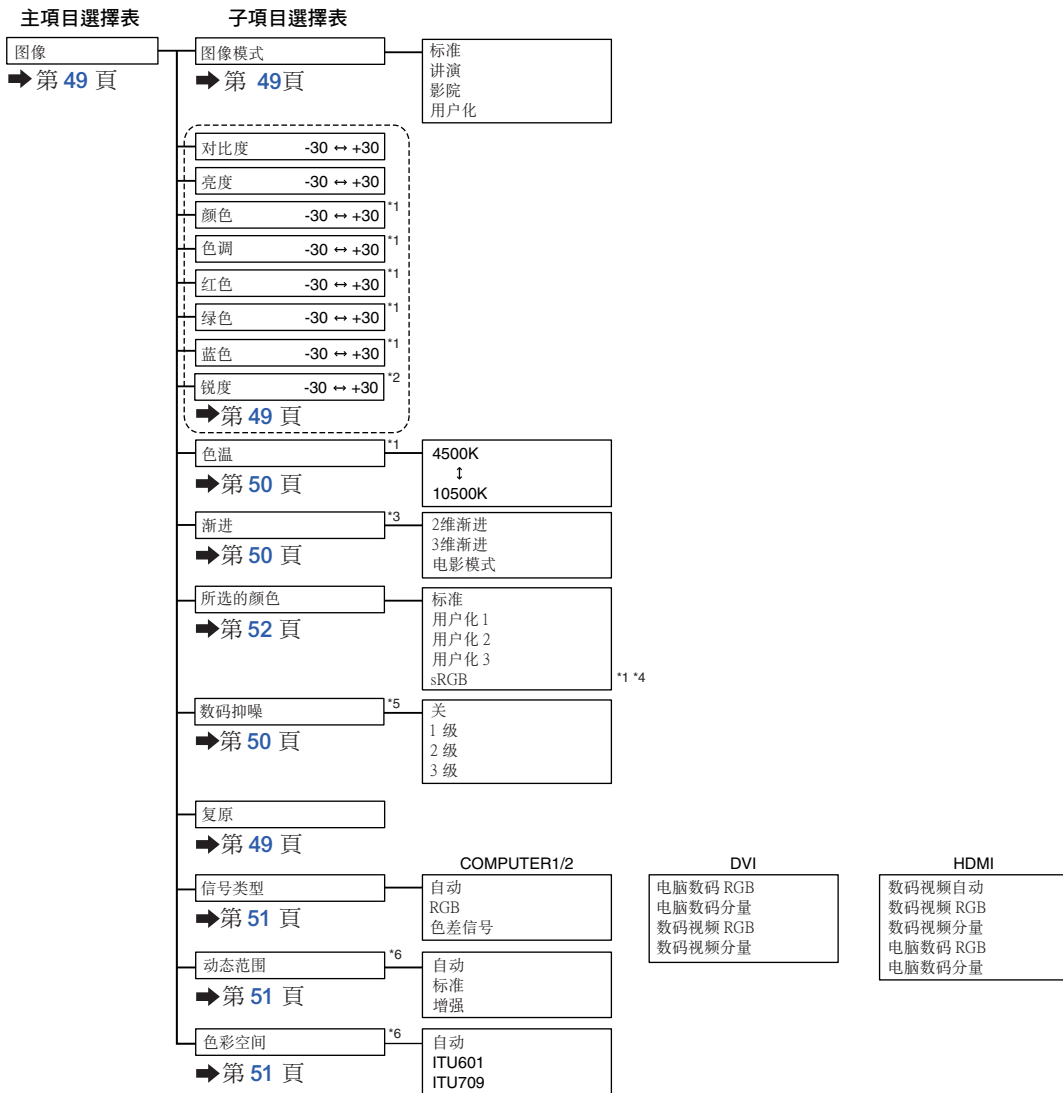 主項目選擇表
子項目選擇表
图像
➡ 第 49 頁
图像模式
➡ 第 49頁
标准
讲演
影院
用户化
对比度 -30 ↔ +30
亮度 -30 ↔ +30
颜色 -30 ↔ +30 *1
色调 -30 ↔ +30 *1
红色 -30 ↔ +30 *1
绿色 -30 ↔ +30 *1
蓝色 -30 ↔ +30 *1
锐度 -30 ↔ +30 *2
➡第 49 頁
色温 *1
➡第 50 頁
4500K
↕
10500K
渐进 *3
➡第 50 頁
2维渐进
3维渐进
电影模式
所选的颜色
➡第 52 頁
标准
用户化 1
用户化 2
用户化 3
sRGB *1 *4
数码抑噪 *5
➡第 50 頁
关
1 级
2 级
3 级
复原
➡第 49 頁
信号类型
➡第 51 頁
COMPUTER1/2
自动
RGB
色差信号
DVI
电脑数码 RGB
电脑数码分量
数码视频 RGB
数码视频分量
HDMI
数码视频自动
数码视频 RGB
数码视频分量
电脑数码 RGB
电脑数码分量
动态范围 *6
➡第 51 頁
自动
标准
增强
色彩空间 *6
➡第 51 頁
自动
ITU601
ITU709